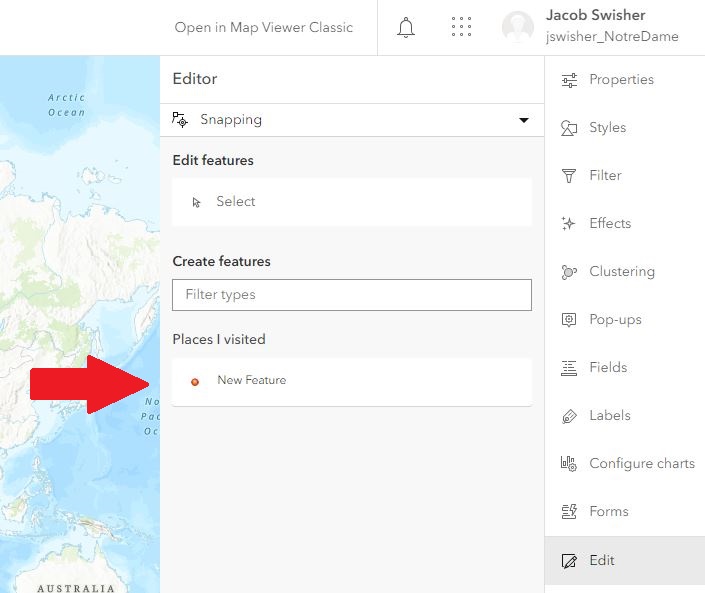 Open in Map Viewer Classic
Jacob Swisher
jswisher_NotreDame
Arctic
Ocean
No
Pac
Oc
AUSTRALIA
Editor
Snapping
Edit features
Select
Create features
Filter types
Places I visited
New Feature
Properties
Styles
Filter
Effects
Clustering
Pop-ups
Fields
Labels
Configure charts
Forms
Edit